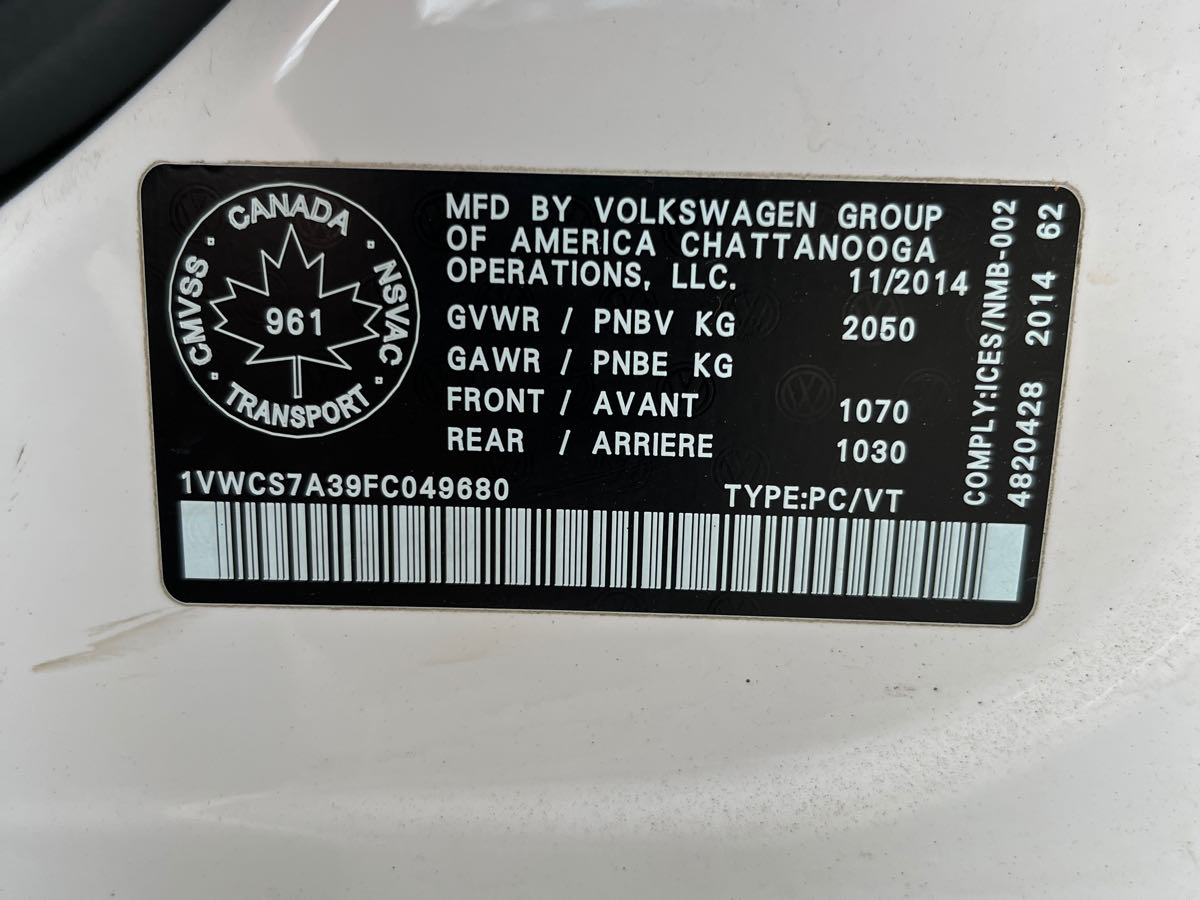 CANADA
CMVSS · NSVAC
961
TRANSPORT
MFD BY VOLKSWAGEN GROUP
OF AMERICA CHATTANOOGA
OPERATIONS, LLC. 11/2014
GVWR / PNBV KG 2050
GAWR / PNBE KG
FRONT / AVANT 1070
REAR / ARRIERE 1030
1VWCS7A39FC049680 TYPE:PC/VT
COMPLY:ICES/NMB-002
4820428 2014 62